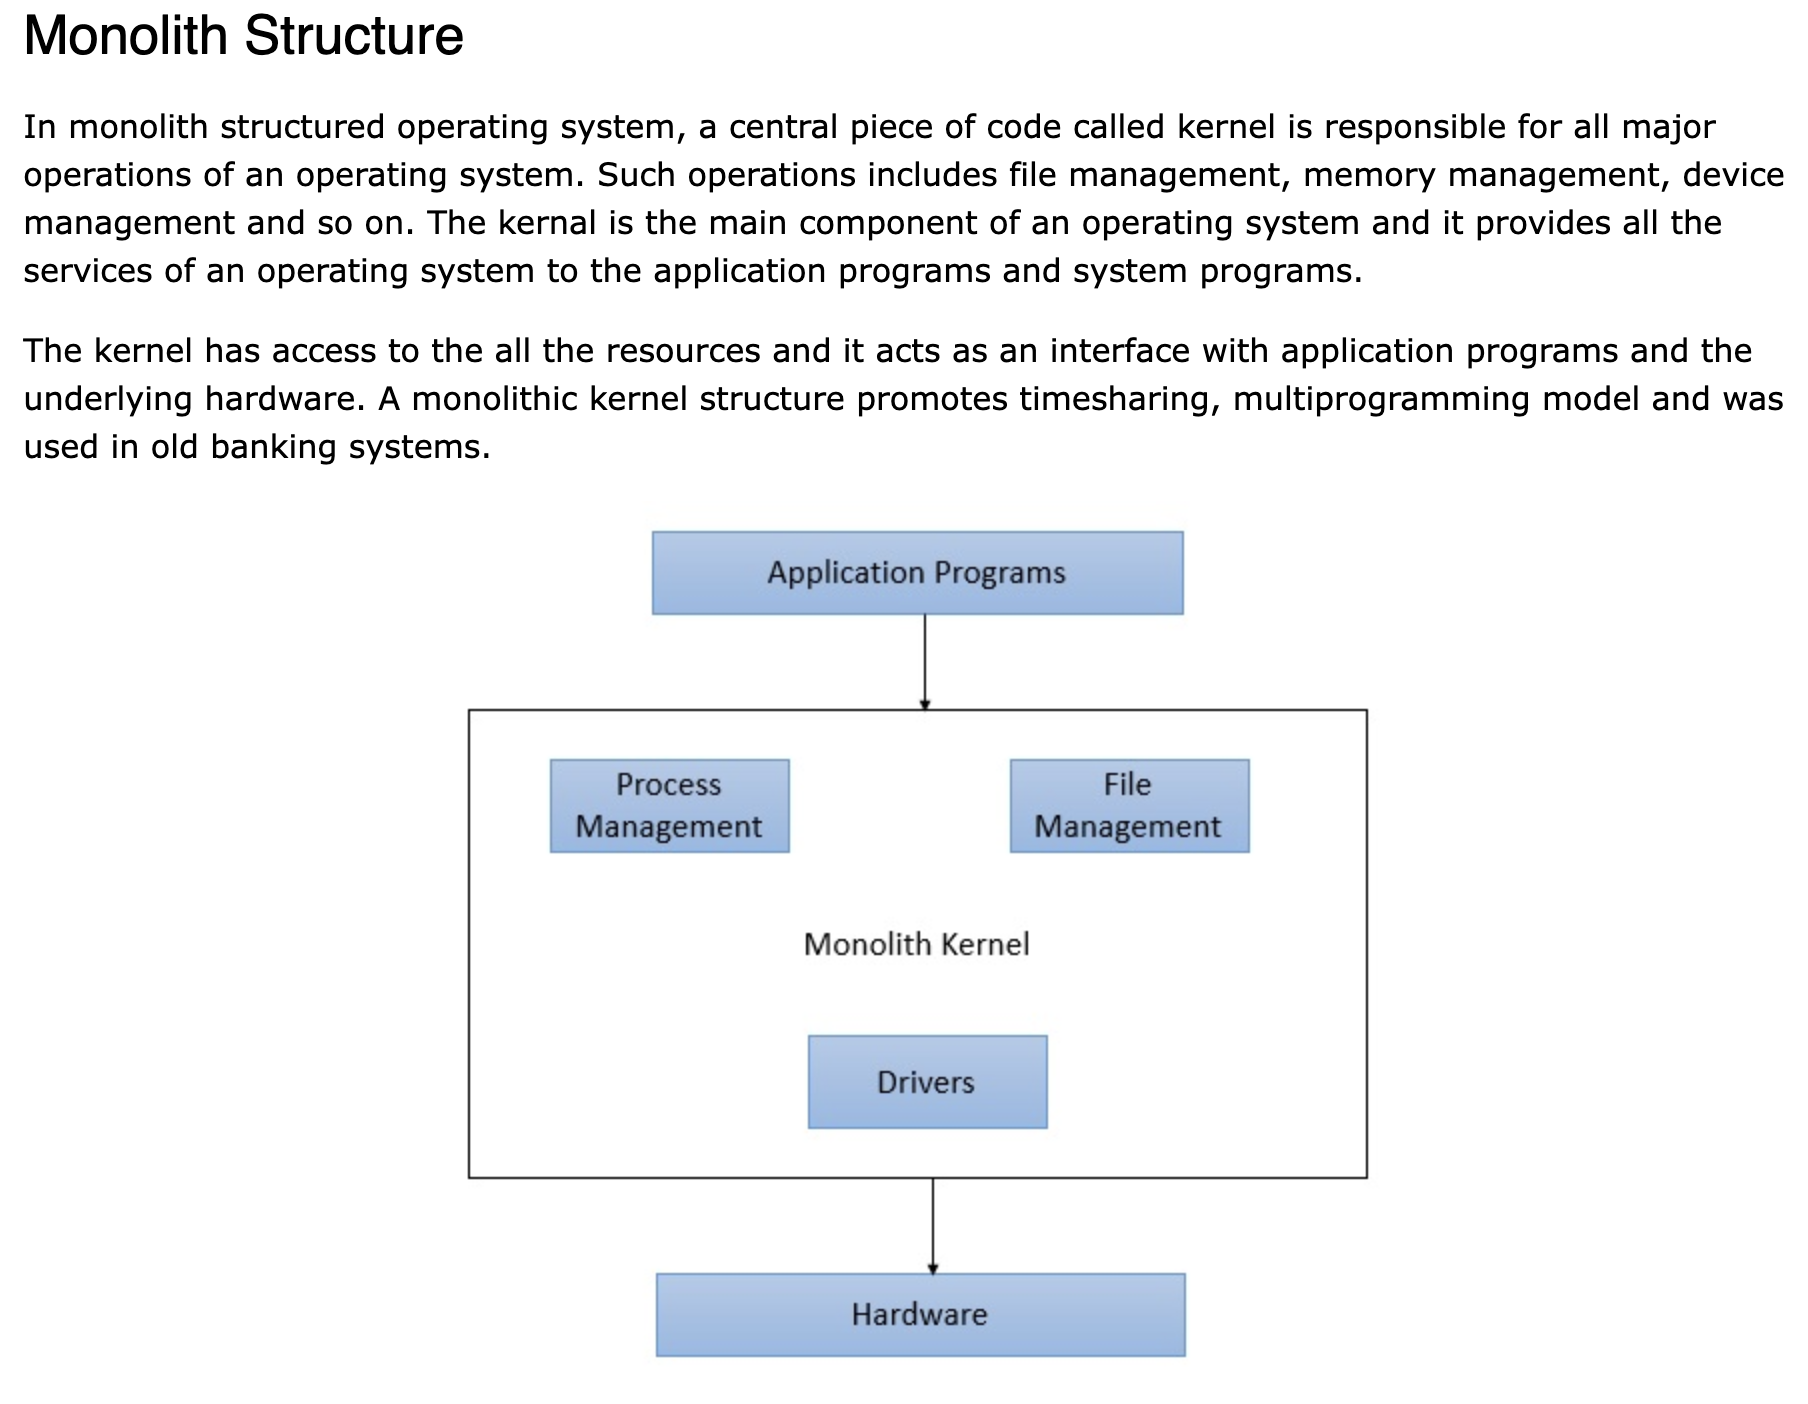 Monolith Structure
In monolith structured operating system, a central piece of code called kernel is responsible for all major
operations of an operating system. Such operations includes file management, memory management, device
management and so on. The kernal is the main component of an operating system and it provides all the
services of an operating system to the application programs and system programs.
The kernel has access to the all the resources and it acts as an interface with application programs and the
underlying hardware. A monolithic kernel structure promotes timesharing, multiprogramming model and was
used in old banking systems.
Application Programs
Process
Management
File
Management
Monolith Kernel
Drivers
Hardware